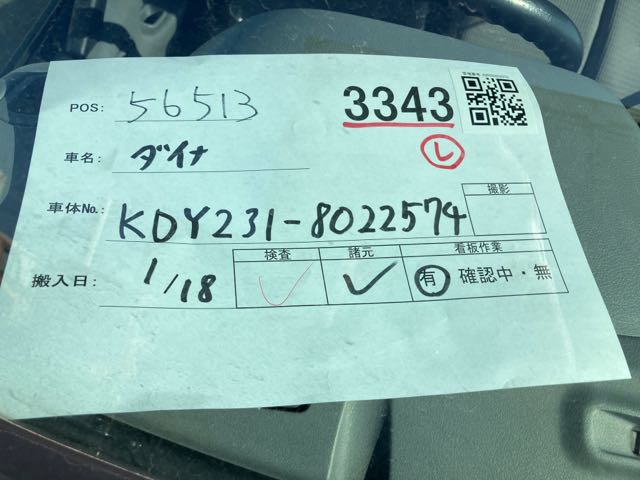 POS: 56513
3343
レ
車名: ダイナ
車体No.: KDY231-8022574
撮影
搬入日: 1/18
検査 諸元 看板作業
✓ ✓ 有 確認中・無